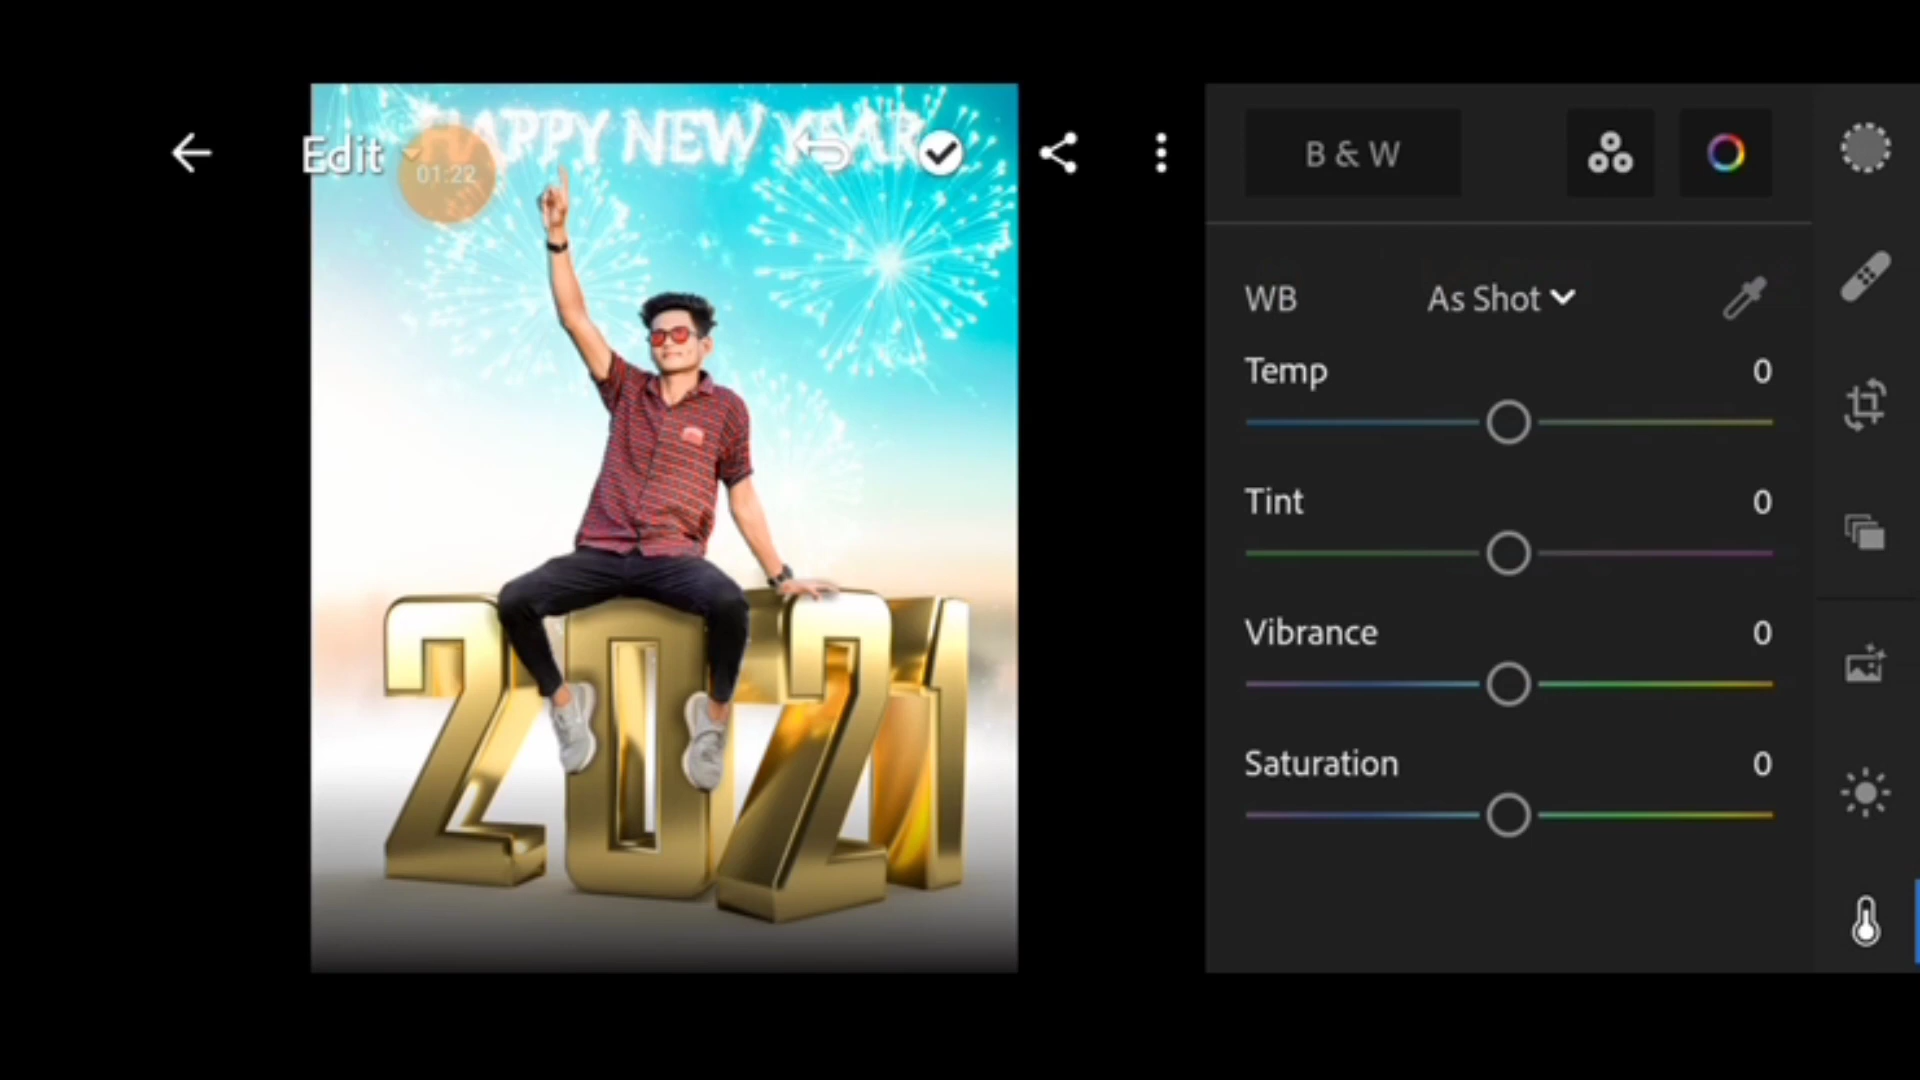 HAPPY NEW YEAR
Edit
01:22
B & W
WB As Shot
Temp 0
Tint 0
Vibrance 0
Saturation 0
2021